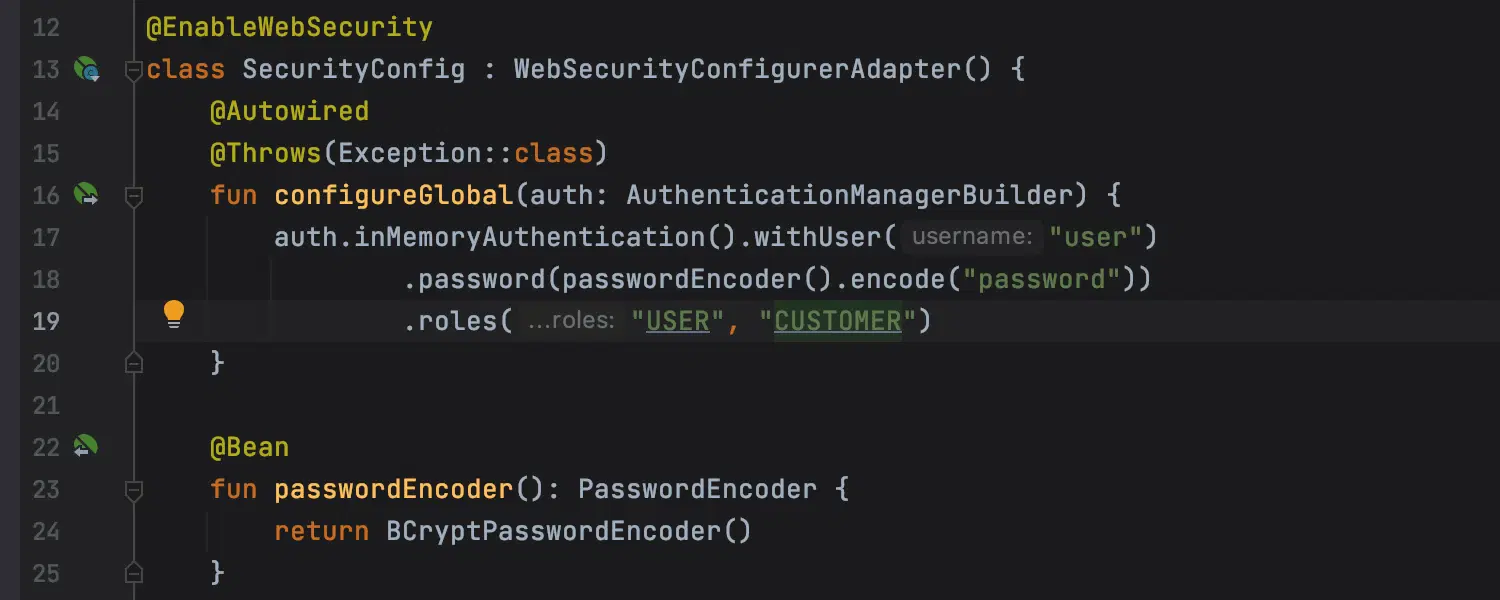 12 @EnableWebSecurity
13 class SecurityConfig : WebSecurityConfigurerAdapter() {
14 @Autowired
15 @Throws(Exception::class)
16 fun configureGlobal(auth: AuthenticationManagerBuilder) {
17 auth.inMemoryAuthentication().withUser( username: "user")
18 .password(passwordEncoder().encode("password"))
19 .roles( ...roles: "USER", "CUSTOMER")
20 }
21
22 @Bean
23 fun passwordEncoder(): PasswordEncoder {
24 return BCryptPasswordEncoder()
25 }